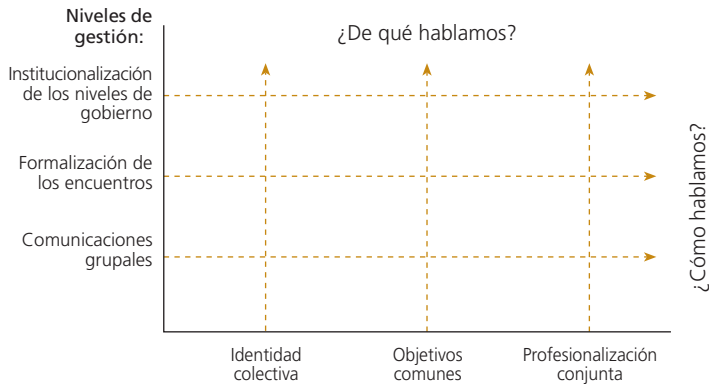 Niveles de
gestión:
¿De qué hablamos?
Institucionalización
de los niveles de
gobierno
Formalización de
los encuentros
Comunicaciones
grupales
¿Cómo hablamos?
Identidad
colectiva
Objetivos
comunes
Profesionalización
conjunta